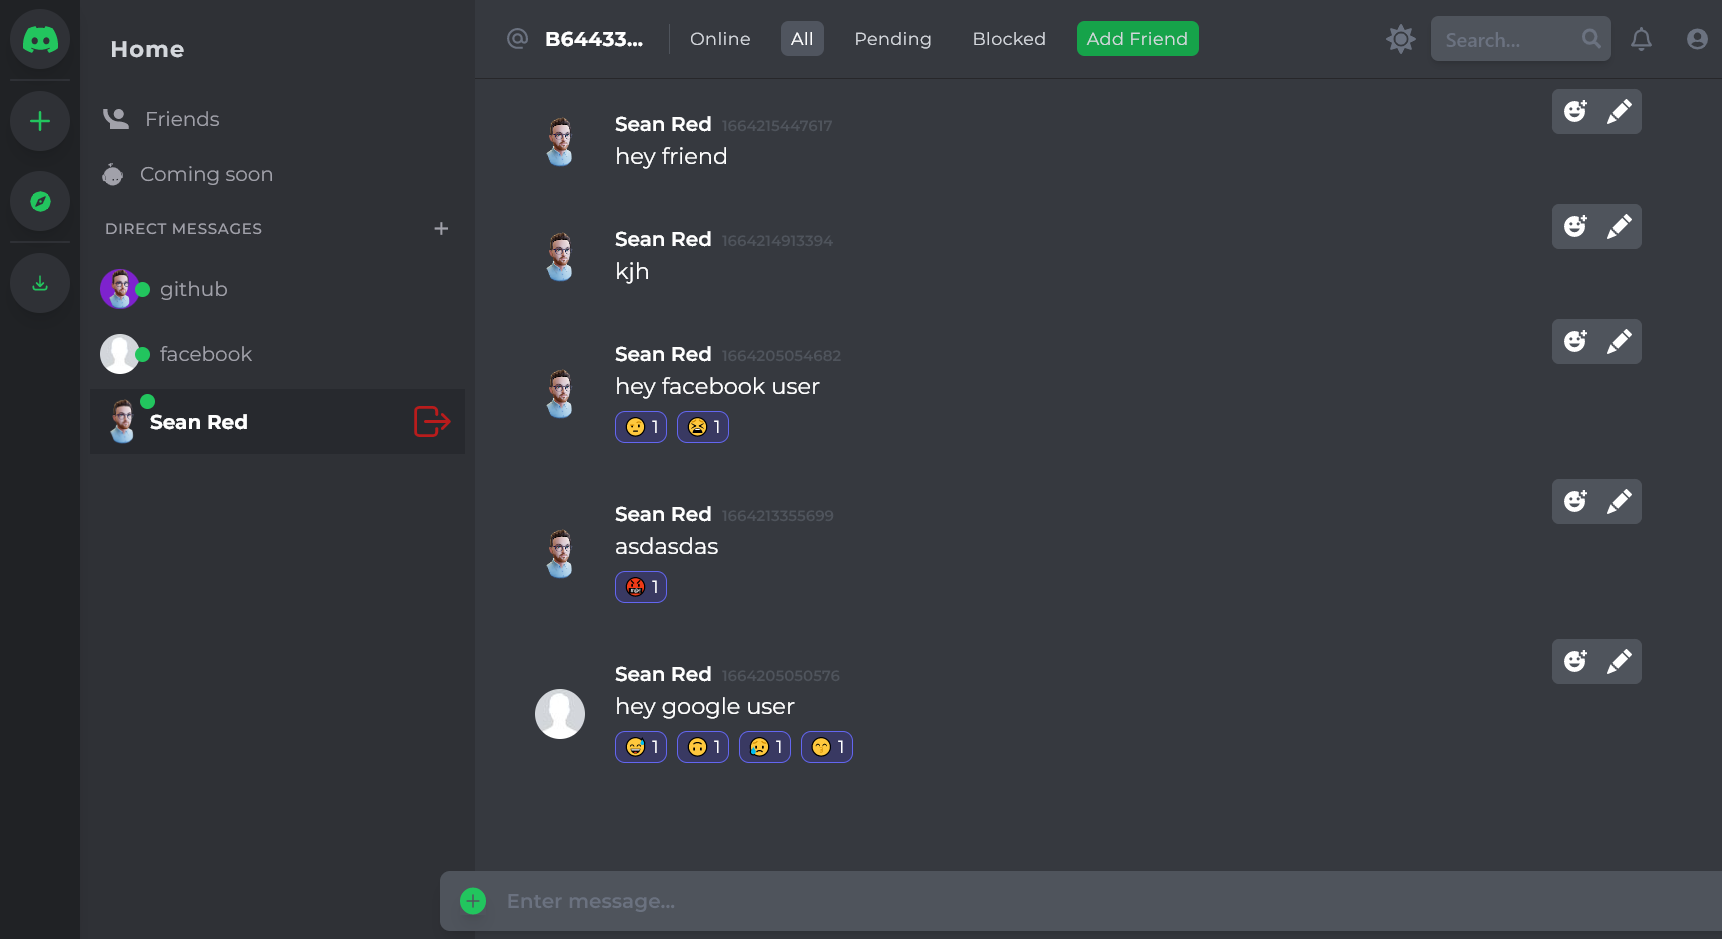 Home
Friends
Coming soon
DIRECT MESSAGES
github
facebook
Sean Red
@ B64433... Online All Pending Blocked Add Friend Search...
Sean Red 1664215447617
hey friend
Sean Red 1664214913394
kjh
Sean Red 1664205054682
hey facebook user
1 1
Sean Red 1664213355699
asdasdas
1
Sean Red 1664205050576
hey google user
1 1 1 1
Enter message...